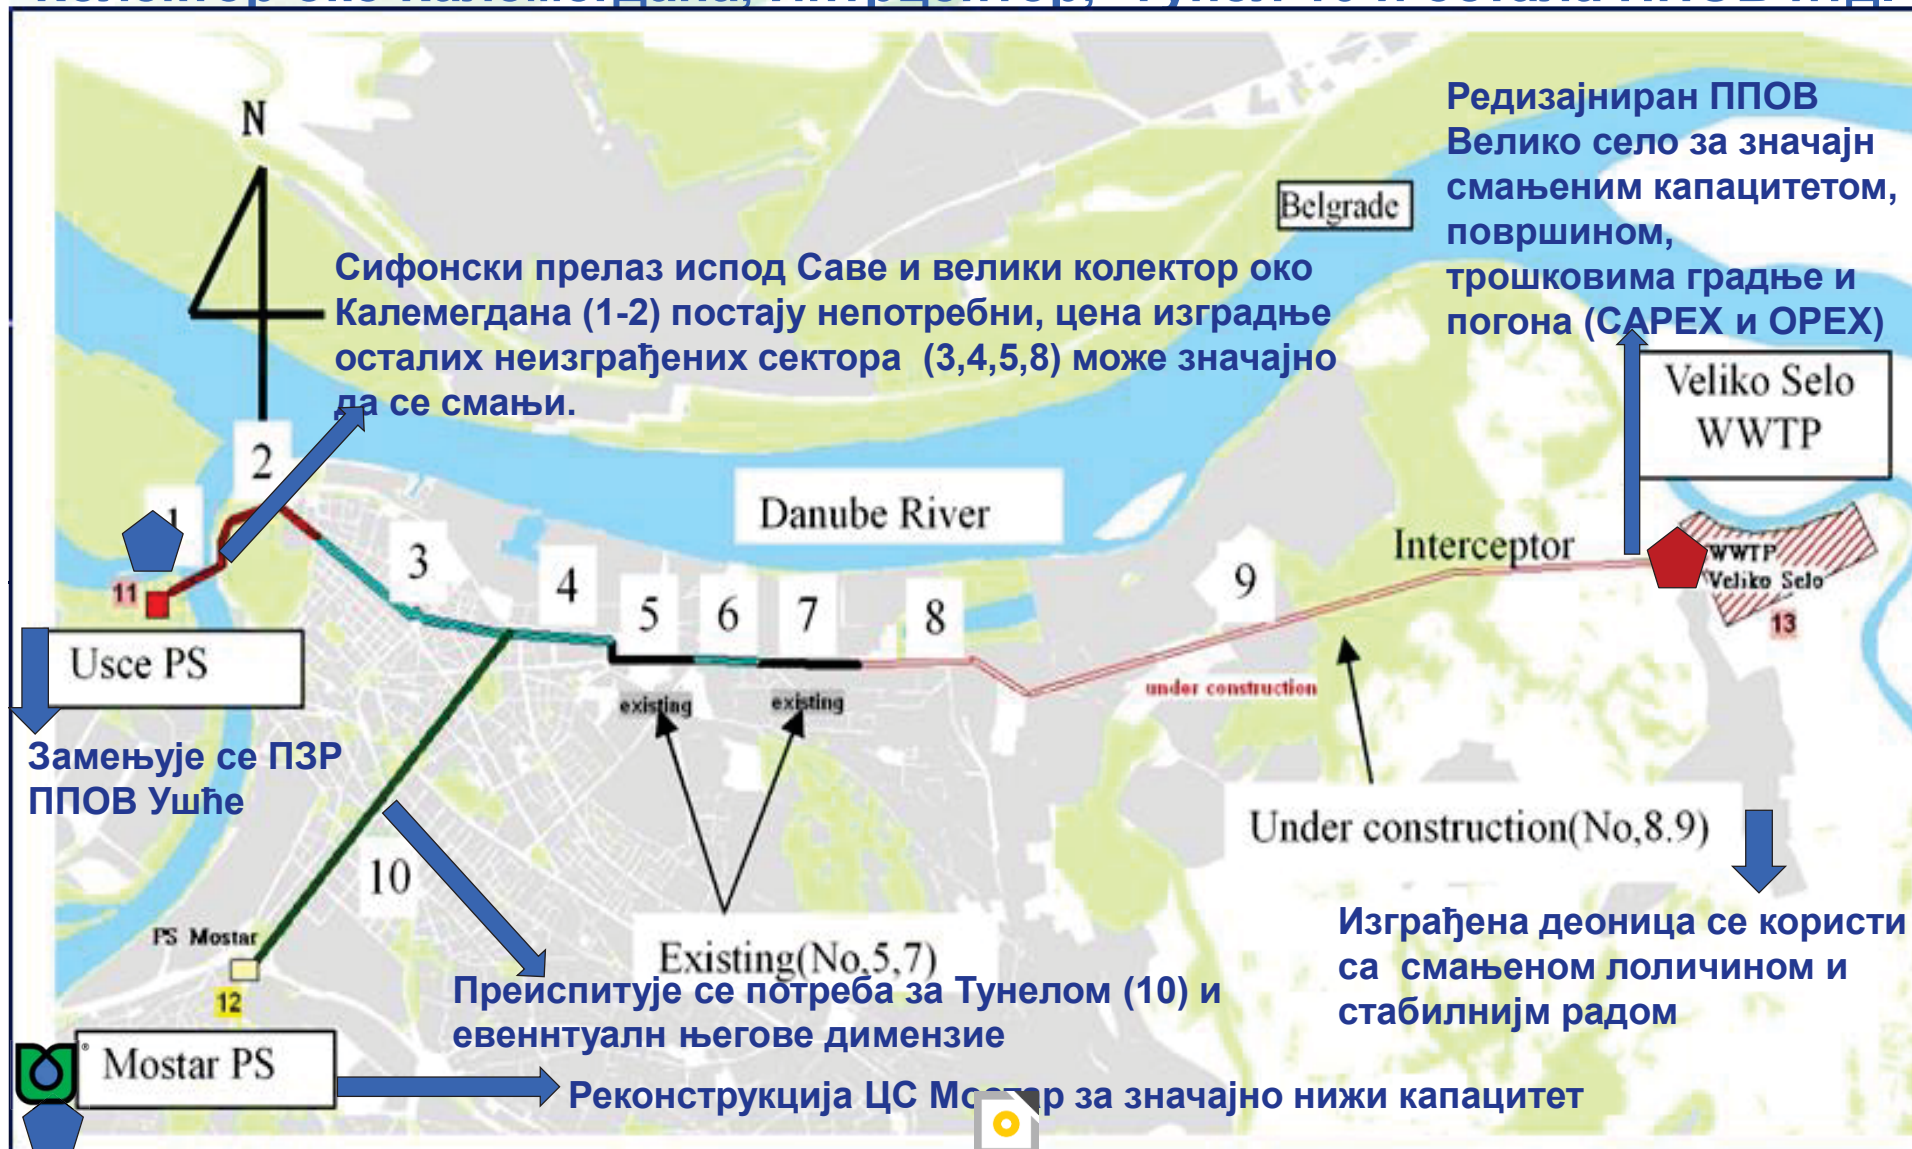 N
Редизајниран ППОВ
Велико село за значајн
смањеним капацитетом,
површином,
трошковима градње и
погона (CAPEX и OPEX)
Belgrade
Сифонски прелаз испод Саве и велики колектор око
Калемегдана (1-2) постају непотребни, цена изградње
осталих неизграђених сектора (3,4,5,8) може значајно
да се смањи.
Veliko Selo
WWTP
2
1
Danube River
Interceptor
3
4
5
6
7
8
9
WWTP
Veliko Selo
13
11
Usce PS
existing
existing
under construction
Замењује се ПЗР
ППОВ Ушће
Under construction(No,8.9)
10
PS Mostar
12
Existing(No,5,7)
Изграђена деоница се користи
са смањеном лоличином и
стабилнијм радом
Преиспитује се потреба за Тунелом (10) и
евеннтуалн његове димензие
Mostar PS
®
Реконструкција ЦС Мостар за значајно нижи капацитет